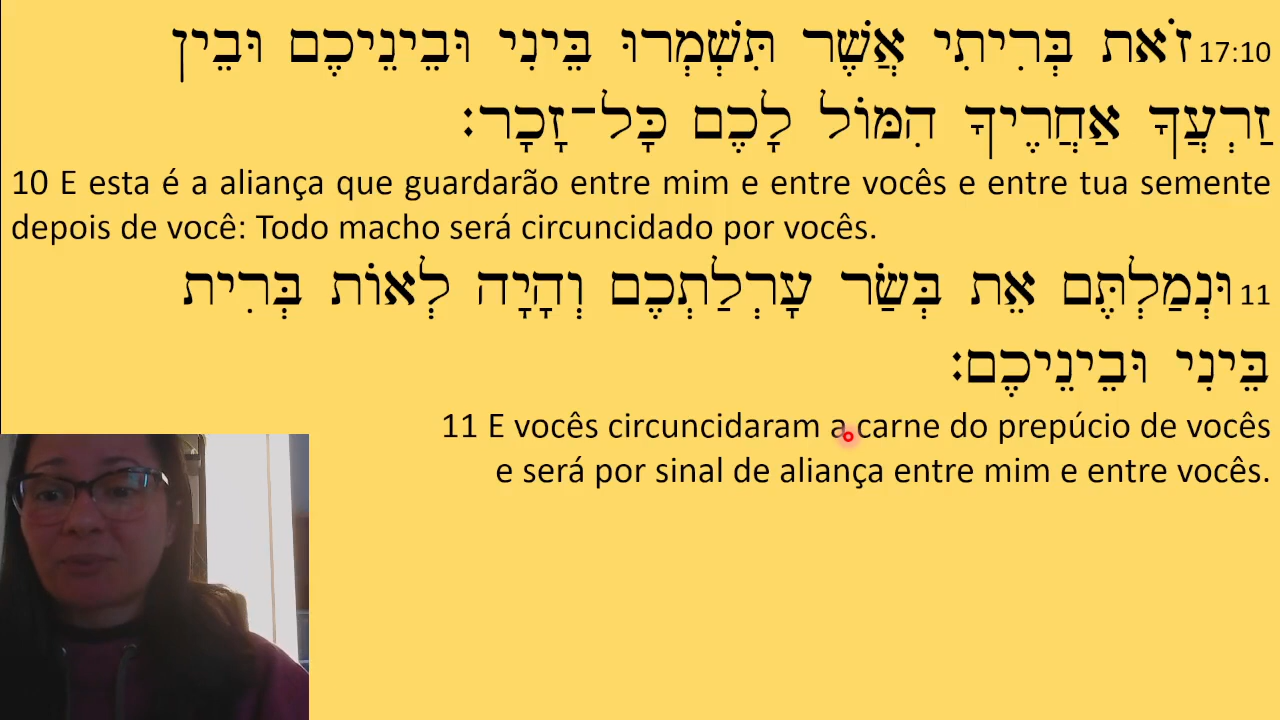 17:10 זֹאת בְּרִיתִי אֲשֶׁר תִּשְׁמְרוּ בֵּינִי וּבֵינֵיכֶם וּבֵין
זַרְעֲךָ אַחֲרֶיךָ הִמּוֹל לָכֶם כָּל־זָכָר׃
10 E esta é a aliança que guardarão entre mim e entre vocês e entre tua semente
depois de você: Todo macho será circuncidado por vocês.
11 וּנְמַלְתֶּם אֵת בְּשַׂר עָרְלַתְכֶם וְהָיָה לְאוֹת בְּרִית
בֵּינִי וּבֵינֵיכֶם׃
11 E vocês circuncidaram a carne do prepúcio de vocês
e será por sinal de aliança entre mim e entre vocês.